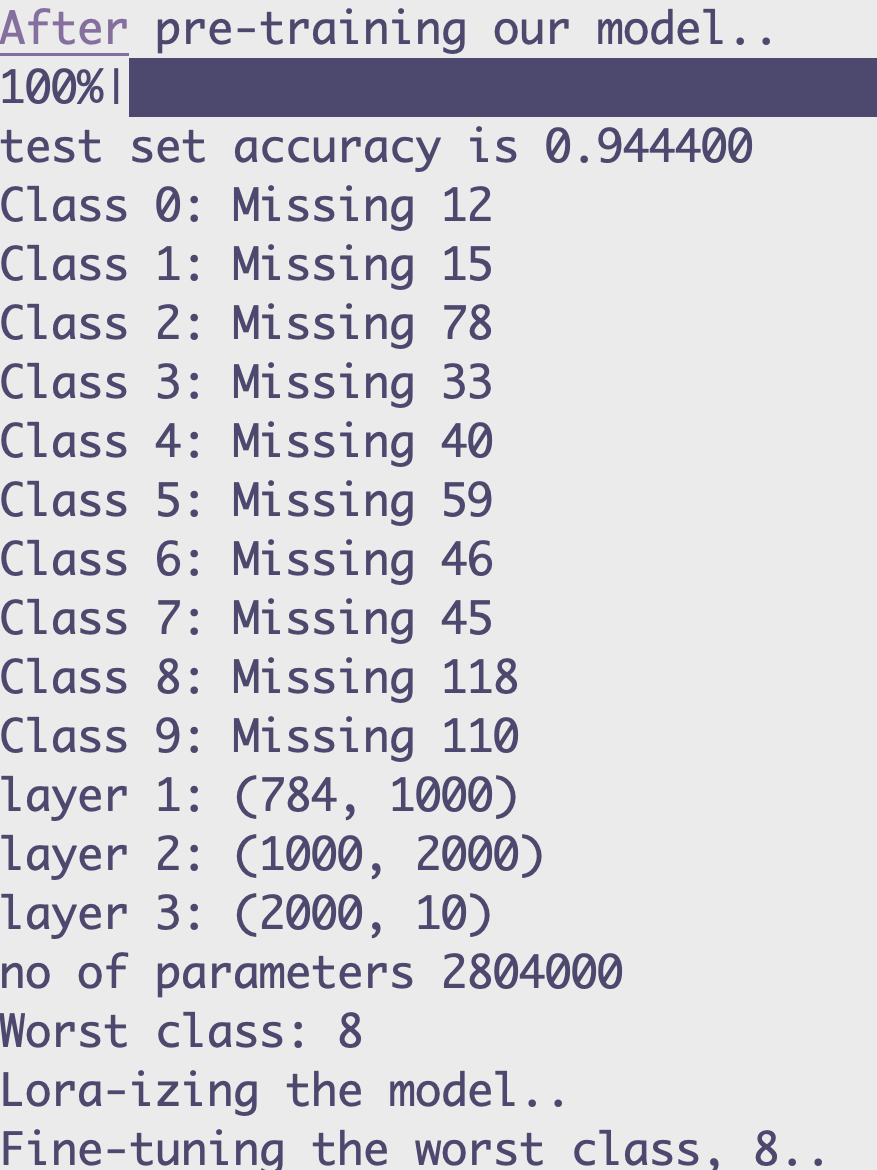 After pre-training our model..
100%|
test set accuracy is 0.944400
Class 0: Missing 12
Class 1: Missing 15
Class 2: Missing 78
Class 3: Missing 33
Class 4: Missing 40
Class 5: Missing 59
Class 6: Missing 46
Class 7: Missing 45
Class 8: Missing 118
Class 9: Missing 110
layer 1: (784, 1000)
layer 2: (1000, 2000)
layer 3: (2000, 10)
no of parameters 2804000
Worst class: 8
Lora-izing the model..
Fine-tuning the worst class, 8..